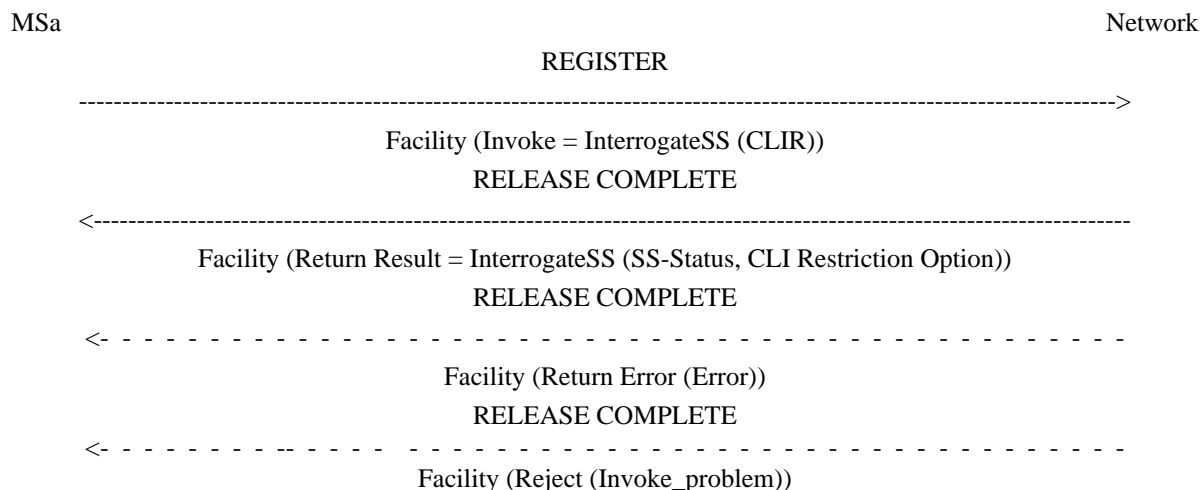 MSa Network
REGISTER
------------------------------------------------------------------------------------------------------------------------>
Facility (Invoke = InterrogateSS (CLIR))
RELEASE COMPLETE
<------------------------------------------------------------------------------------------------------------------------
Facility (Return Result = InterrogateSS (SS-Status, CLI Restriction Option))
RELEASE COMPLETE
<- - - - - - - - - - - - - - - - - - - - - - - - - - - - - - - - - - - - - - - - - - - - - - -
Facility (Return Error (Error))
RELEASE COMPLETE
<- - - - - - - - -- - - - - - - - - - - - - - - - - - - - - - - - - - - - - - - - - - - - - -
Facility (Reject (Invoke_problem))